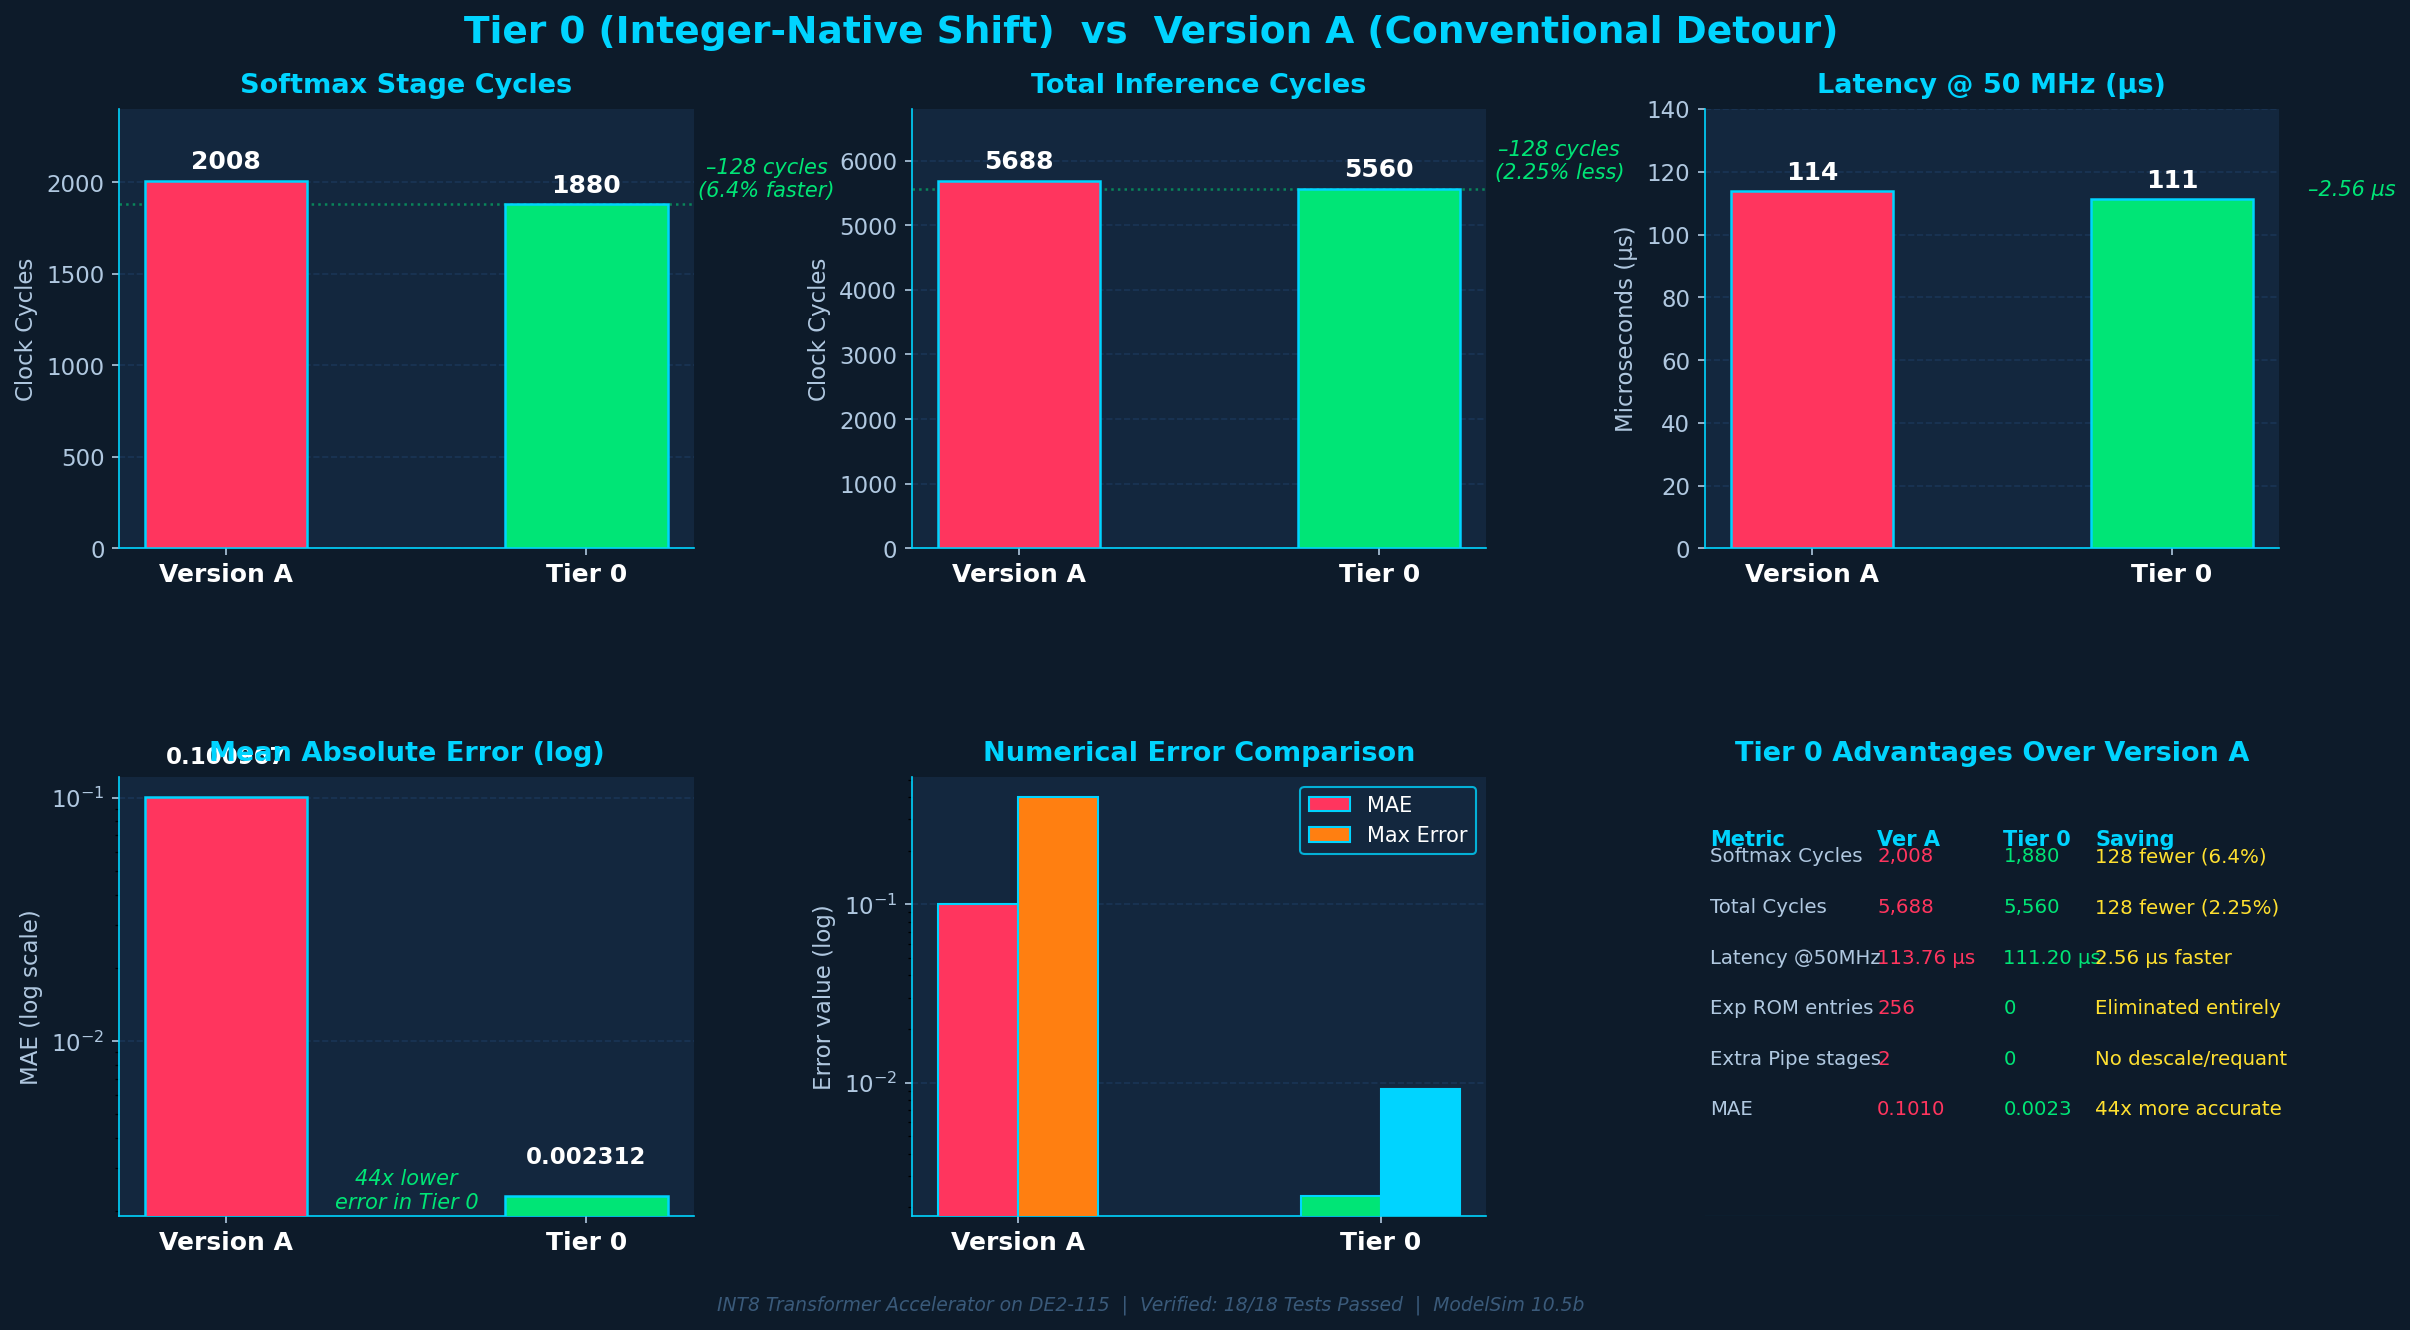 Tier 0 (Integer-Native Shift)  vs  Version A (Conventional Detour)
Softmax Stage Cycles
Clock Cycles
2000
1500
1000
500
0
2008
1880
–128 cycles
(6.4% faster)
Version A
Tier 0
Total Inference Cycles
Clock Cycles
6000
5000
4000
3000
2000
1000
0
5688
5560
–128 cycles
(2.25% less)
Version A
Tier 0
Latency @ 50 MHz (µs)
Microseconds (µs)
140
120
100
80
60
40
20
0
114
111
–2.56 µs
Version A
Tier 0
Mean Absolute Error (log)
MAE (log scale)
10⁻¹
10⁻²
0.100967
0.002312
44x lower
error in Tier 0
Version A
Tier 0
Numerical Error Comparison
Error value (log)
10⁻¹
10⁻²
MAE
Max Error
Version A
Tier 0
Tier 0 Advantages Over Version A
Metric Ver A Tier 0 Saving
Softmax Cycles 2,008 1,880 128 fewer (6.4%)
Total Cycles 5,688 5,560 128 fewer (2.25%)
Latency @50MHz 113.76 µs 111.20 µs 2.56 µs faster
Exp ROM entries 256 0 Eliminated entirely
Extra Pipe stages 2 0 No descale/requant
MAE 0.1010 0.0023 44x more accurate
INT8 Transformer Accelerator on DE2-115 | Verified: 18/18 Tests Passed | ModelSim 10.5b